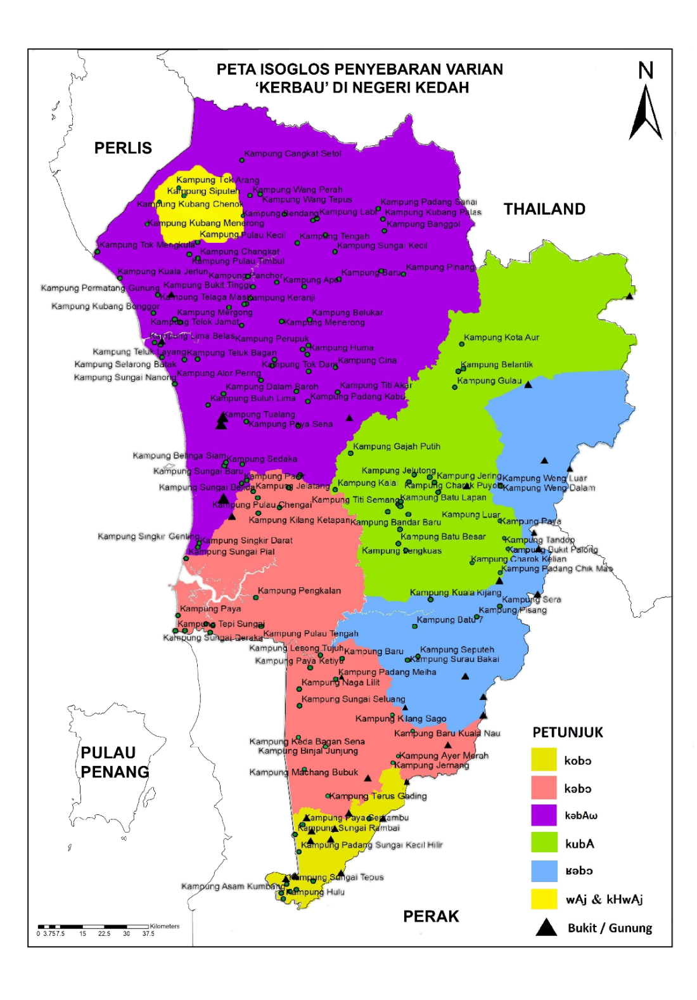 PETA ISOGLOS PENYEBARAN VARIAN
‘KERBAU’ DI NEGERI KEDAH
N
PERLIS
THAILAND
Kampung Cangkat Setol
Kampung Tok Arang
Kampung Siputeh
Kampung Wang Perah
Kampung Wang Tepus
Kampung Kubang Chenok
Kampung Padang Sanai
Kampung Bendang
Kampung Labi
Kampung Kubang Palas
Kampung Kubang Menerong
Kampung Banggol
Kampung Pulau Kecil
Kampung Tengah
Kampung Tok Mengkula
Kampung Sungai Kecil
Kampung Changkat
Kampung Pulau Timbul
Kampung Pinang
Kampung Kuala Jerlun
Kampung Panchor
Kampung Baru
Kampung Apei
Kampung Permatang Gunung
Kampung Bukit Tinggi
Kampung Telaga Mas
Kampung Keranji
Kampung Kubang Bonggor
Kampung Mergong
Kampung Belukar
Kampung Telok Jamat
Kampung Menerong
Kampung Lima Belas
Kampung Perupuk
Kampung Kota Aur
Kampung Teluk Layang
Kampung Teluk Bagan
Kampung Huma
Kampung Selarong Batak
Kampung Tok Dam
Kampung Cina
Kampung Belantik
Kampung Sungai Nanong
Kampung Alor Pering
Kampung Gulau
Kampung Dalam Baroh
Kampung Titi Akar
Kampung Buluh Lima
Kampung Padang Kabu
Kampung Tualang
Kampung Paya Sena
Kampung Gajah Putih
Kampung Belinga Siam
Kampung Sedaka
Kampung Sungai Baru
Kampung Pasir
Kampung Jelutong
Kampung Jering
Kampung Weng Luar
Kampung Sungai Belida
Kampung Jelatang
Kampung Kalai
Kampung Charok Puyoh
Kampung Weng Dalam
Kampung Pulau Chengai
Kampung Titi Semang
Kampung Batu Lapan
Kampung Kilang Ketapan
Kampung Bandar Baru
Kampung Luar
Kampung Paya
Kampung Singkir Genting
Kampung Singkir Darat
Kampung Batu Besar
Kampung Tandop
Kampung Sungai Pial
Kampung Lengkuas
Kampung Bukit Palong
Kampung Charok Kelian
Kampung Padang Chik Mas
Kampung Pengkalan
Kampung Kuala Kijang
Kampung Sera
Kampung Paya
Kampung Pisang
Kampung Tepi Sungai
Kampung Batu 7
Kampung Sungai Deraka
Kampung Pulau Tengah
Kampung Lesong Tujuh
Kampung Baru
Kampung Seputeh
Kampung Paya Ketiyu
Kampung Surau Bakai
Kampung Padang Meiha
Kampung Naga Lilit
Kampung Sungai Seluang
Kampung Kilang Sago
Kampung Baru Kuala Nau
Kampung Keda Bagan Sena
Kampung Binjal Junjung
Kampung Ayer Merah
Kampung Jernang
Kampung Machang Bubuk
Kampung Terus Gading
Kampung Paya Sertambu
Kampung Sungai Rambai
Kampung Padang Sungai Kecil Hilir
Kampung Sungai Tepus
Kampung Asam Kumbang
Kampung Hulu
PULAU
PENANG
PERAK
PETUNJUK
kobɔ
kəbɔ
kəbAω
kubA
ʁəbɔ
wAj & kHwAj
Bukit / Gunung
Kilometers
0 3.75 7.5 15 22.5 30 37.5